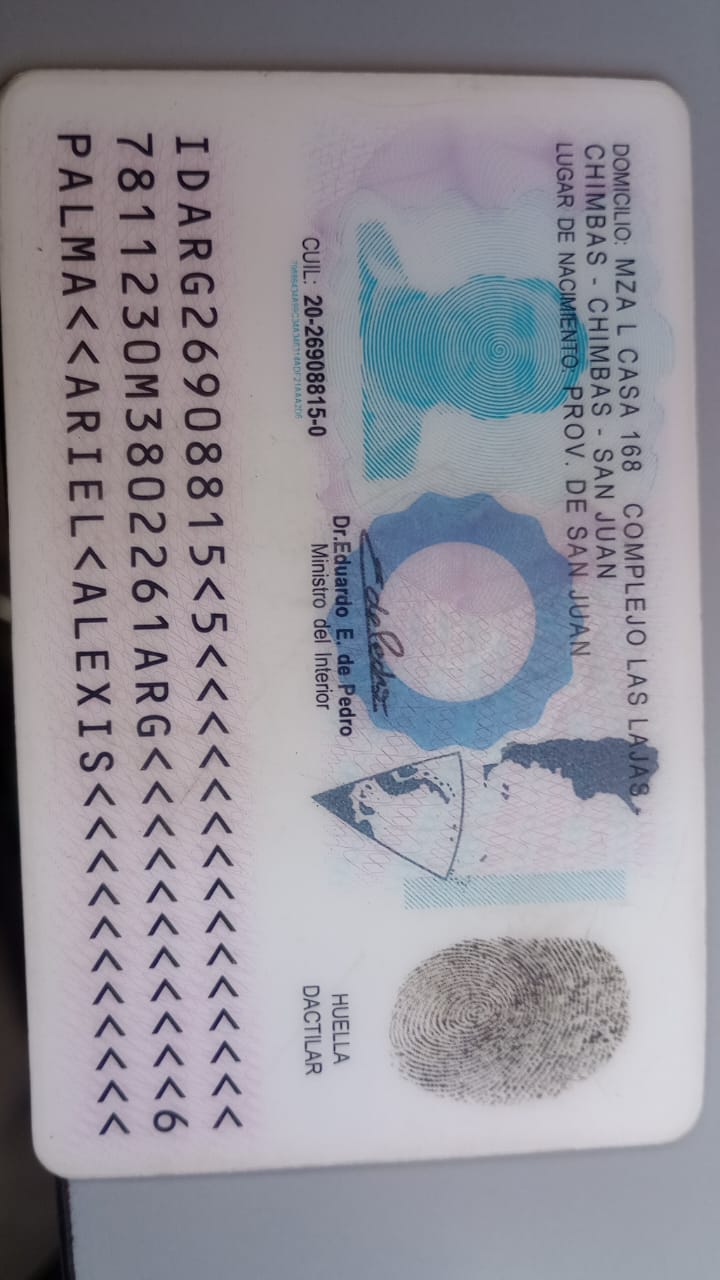 DOMICILIO: MZA L CASA 168 COMPLEJO LAS LAJAS
CHIMBAS - CHIMBAS - SAN JUAN
LUGAR DE NACIMIENTO: PROV. DE SAN JUAN
CUIL: 20-26908815-0
Dr.Eduardo E. de Pedro
Ministro del Interior
HUELLA
DACTILAR
IDARG26908815<5<<<<<<<<<<<<<<<
7811230M3802261ARG<<<<<<<<<<<6
PALMA<<ARIEL<ALEXIS<<<<<<<<<<<